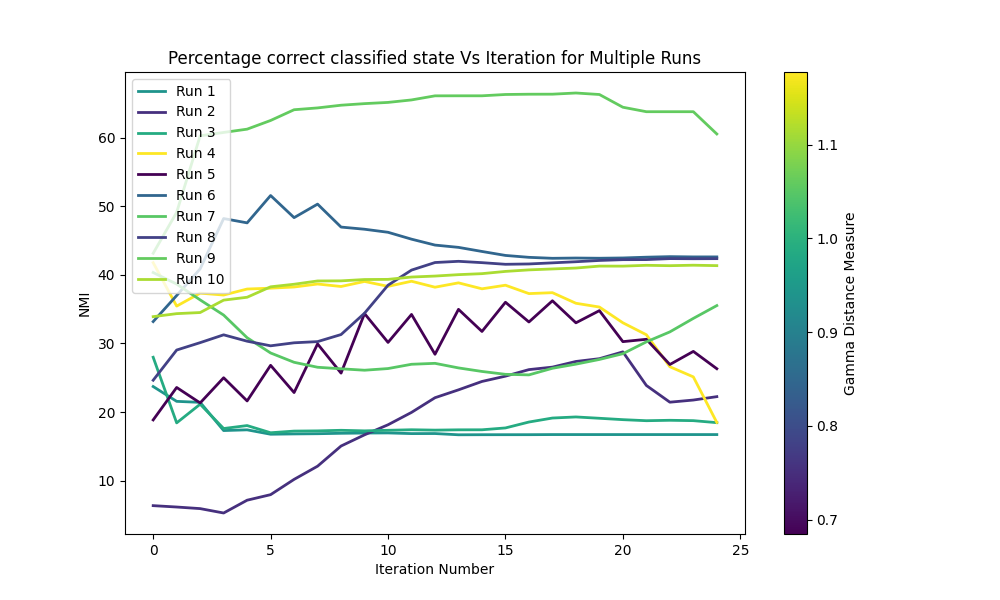 Percentage correct classified state Vs Iteration for Multiple Runs
Run 1
Run 2
Run 3
Run 4
Run 5
Run 6
Run 7
Run 8
Run 9
Run 10
60
50
40
30
20
10
NMI
0 5 10 15 20 25
Iteration Number
1.1
1.0
0.9
0.8
0.7
Gamma Distance Measure